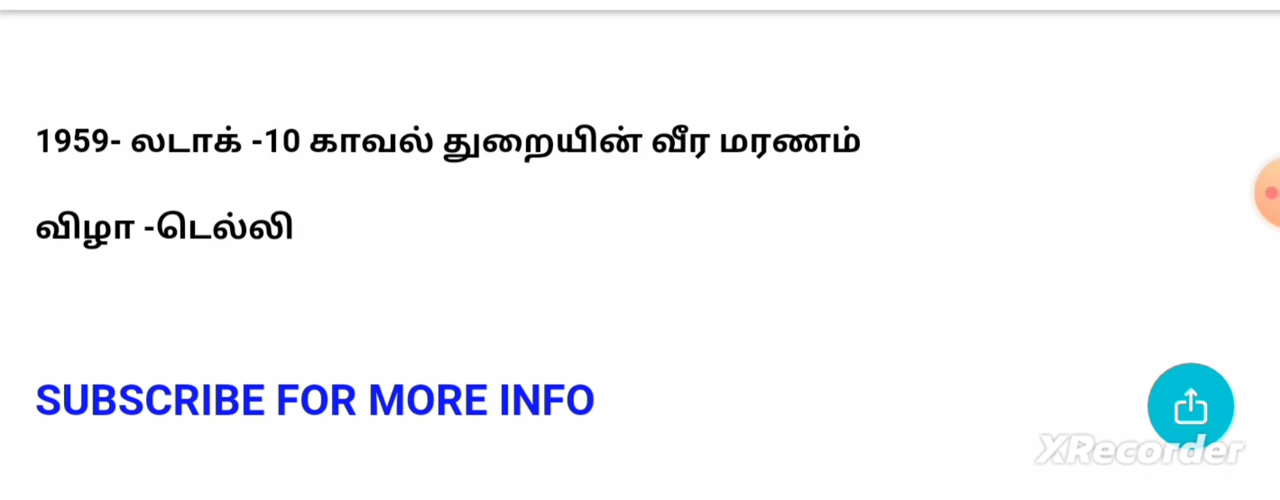 1959- லடாக் -10 காவல் துறையின் வீர மரணம்
விழா -டெல்லி
SUBSCRIBE FOR MORE INFO
XRecorder